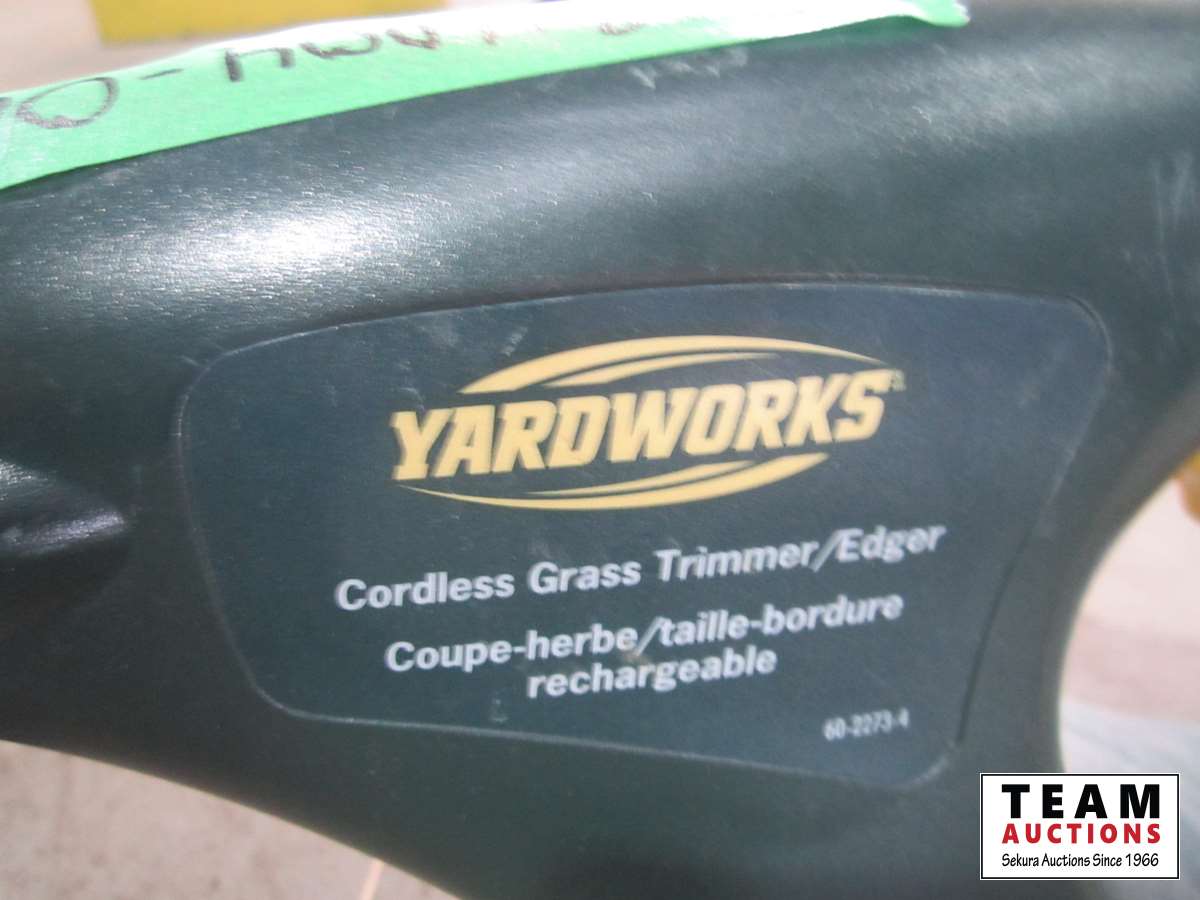 YARDWORKS
Cordless Grass Trimmer/Edger
Coupe-herbe/taille-bordure
rechargeable
60-2273-4
TEAM
AUCTIONS
Sekura Auctions Since 1966